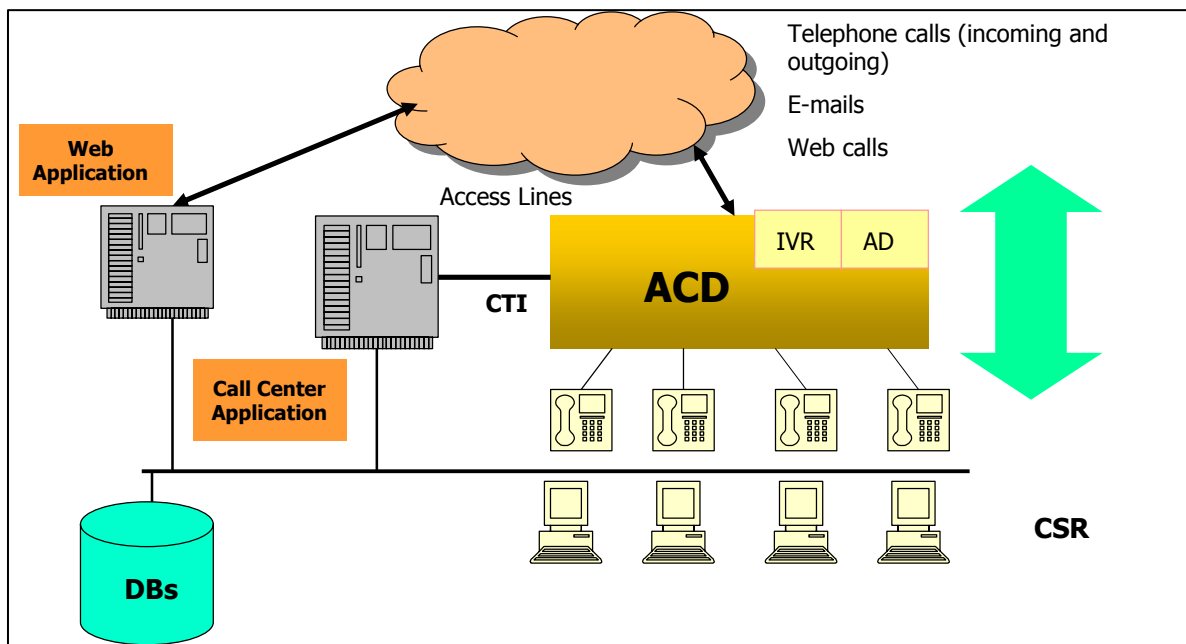 Telephone calls (incoming and
outgoing)
E-mails
Web calls
Web
Application
Access Lines
IVR
AD
ACD
CTI
Call Center
Application
CSR
DBs